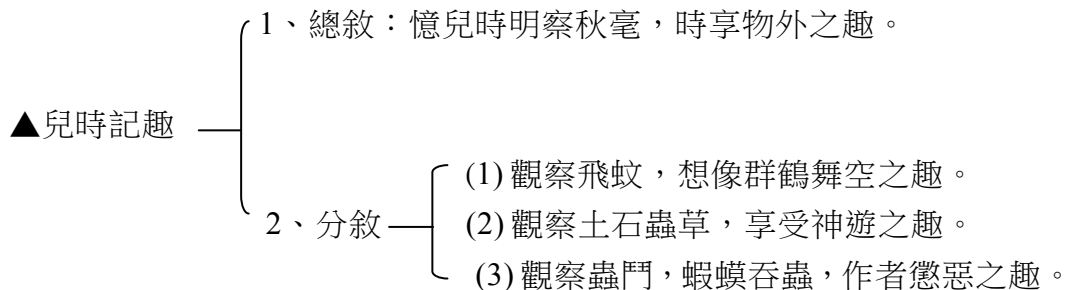 1、總敘：憶兒時明察秋毫，時享物外之趣。
▲兒時記趣
2、分敘
(1) 觀察飛蚊，想像群鶴舞空之趣。
(2) 觀察土石蟲草，享受神遊之趣。
(3) 觀察蟲鬥，蝦蟆吞蟲，作者懲惡之趣。